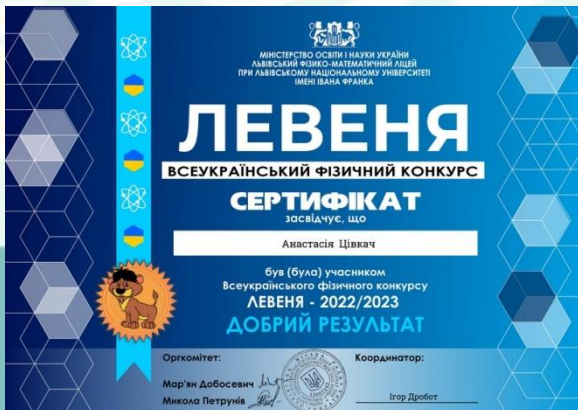 МІНІСТЕРСТВО ОСВІТИ І НАУКИ УКРАЇНИ
ЛЬВІВСЬКИЙ ФІЗИКО-МАТЕМАТИЧНИЙ ЛІЦЕЙ
ПРИ ЛЬВІВСЬКОМУ НАЦІОНАЛЬНОМУ УНІВЕРСИТЕТІ
ІМЕНІ ІВАНА ФРАНКА
ЛЕВЕНЯ
ВСЕУКРАЇНСЬКИЙ ФІЗИЧНИЙ КОНКУРС
СЕРТИФІКАТ
засвідчує, що
Анастасія Цівкач
був (була) учасником
Всеукраїнського фізичного конкурсу
ЛЕВЕНЯ - 2022/2023
ДОБРИЙ РЕЗУЛЬТАТ
Оргкомітет:
Координатор:
Мар'ян Добосевич
Микола Петрунів
Ігор Дробот